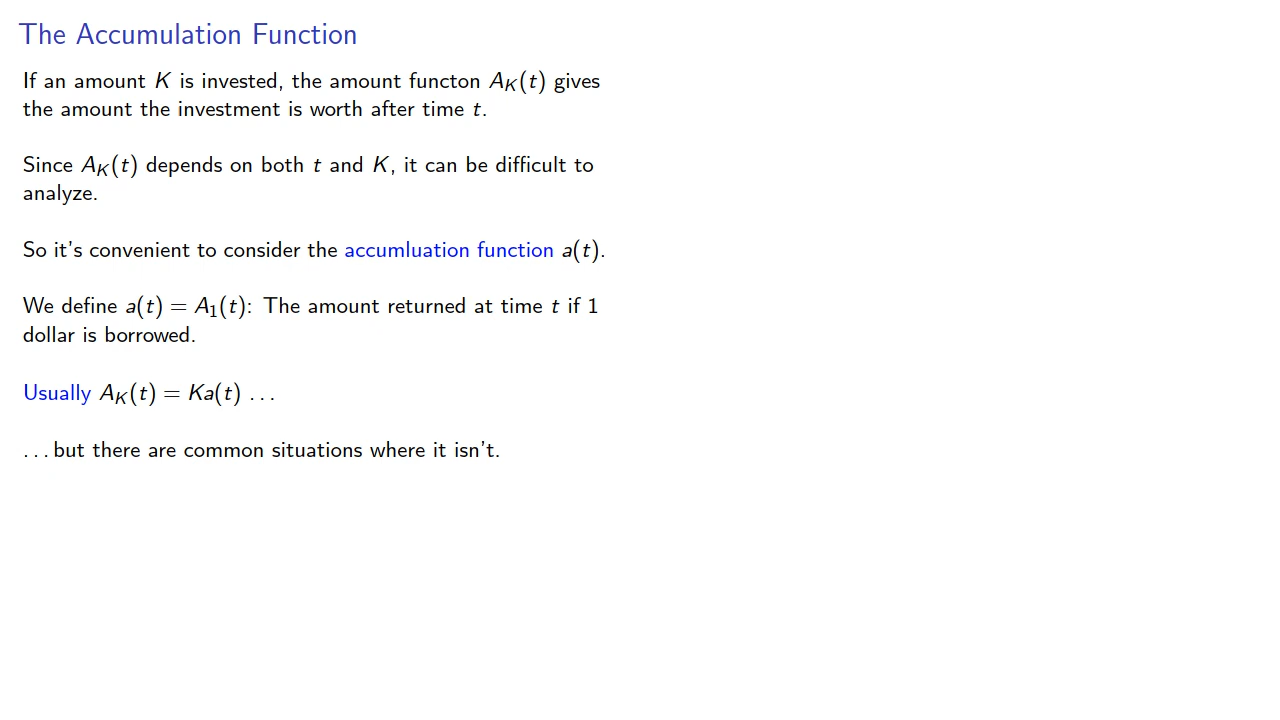 The Accumulation Function
If an amount K is invested, the amount functon A_K(t) gives
the amount the investment is worth after time t.
Since A_K(t) depends on both t and K, it can be difficult to
analyze.
So it's convenient to consider the accumluation function a(t).
We define a(t) = A_1(t): The amount returned at time t if 1
dollar is borrowed.
Usually A_K(t) = Ka(t) ...
...but there are common situations where it isn't.